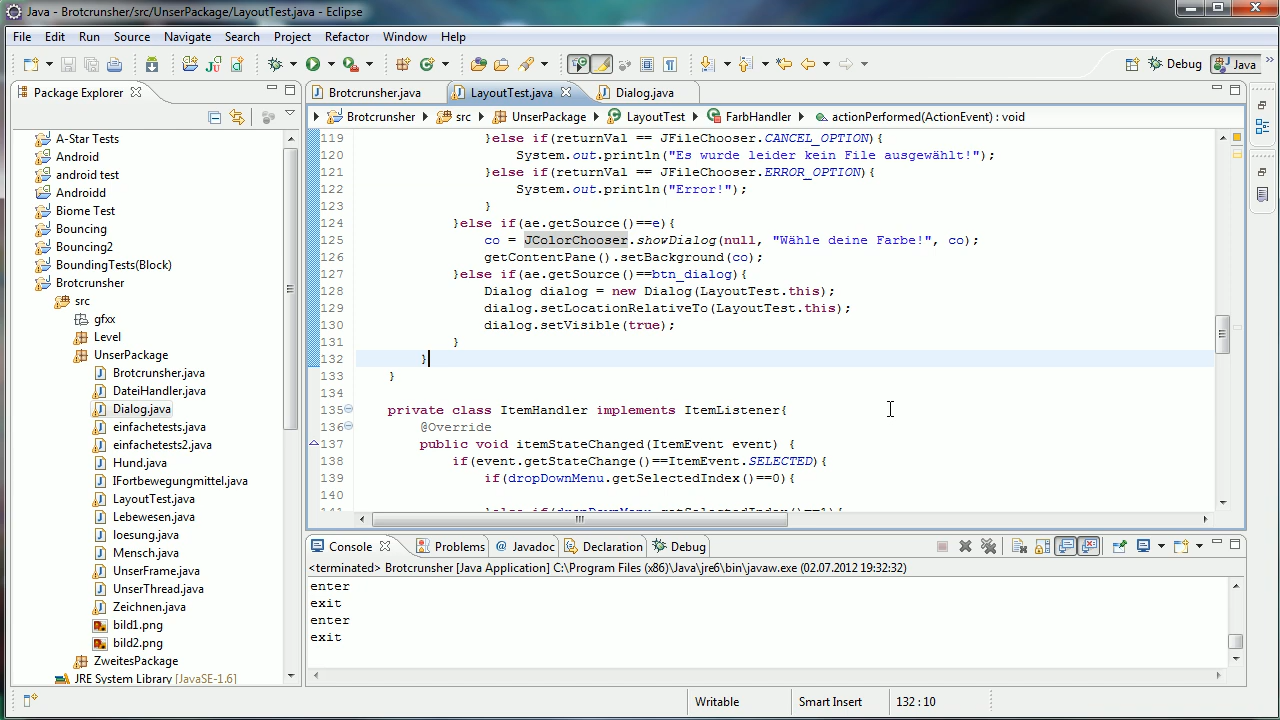 Java - Brotcrunsher/src/UnserPackage/LayoutTest.java - Eclipse
File Edit Run Source Navigate Search Project Refactor Window Help
Debug Java
Package Explorer
Brotcrunsher.java LayoutTest.java Dialog.java
Brotcrunsher src UnserPackage LayoutTest FarbHandler actionPerformed(ActionEvent) : void
A-Star Tests
Android
android test
Androidd
Biome Test
Bouncing
Bouncing2
BoundingTests(Block)
Brotcrunsher
src
gfxx
Level
UnserPackage
Brotcrunsher.java
DateiHandler.java
Dialog.java
einfachetests.java
einfachetests2.java
Hund.java
IFortbewegungmittel.java
LayoutTest.java
Lebewesen.java
loesung.java
Mensch.java
UnserFrame.java
UnserThread.java
Zeichnen.java
bild1.png
bild2.png
ZweitesPackage
JRE System Library [JavaSE-1.6]
119 }else if(returnVal == JFileChooser.CANCEL_OPTION){
120 System.out.println("Es wurde leider kein File ausgewählt!");
121 }else if(returnVal == JFileChooser.ERROR_OPTION){
122 System.out.println("Error!");
123 }
124 }else if(ae.getSource()==e){
125 co = JColorChooser.showDialog(null, "Wähle deine Farbe!", co);
126 getContentPane().setBackground(co);
127 }else if(ae.getSource()==btn_dialog){
128 Dialog dialog = new Dialog(LayoutTest.this);
129 dialog.setLocationRelativeTo(LayoutTest.this);
130 dialog.setVisible(true);
131 }
132 }
133 }
134
135 private class ItemHandler implements ItemListener{
136 @Override
137 public void itemStateChanged(ItemEvent event) {
138 if(event.getStateChange()==ItemEvent.SELECTED){
139 if(dropDownMenu.getSelectedIndex()==0){
140
141 }else if(dropDownMenu.getSelectedIndex()==1){
Console Problems @ Javadoc Declaration Debug
<terminated> Brotcrunsher [Java Application] C:\Program Files (x86)\Java\jre6\bin\javaw.exe (02.07.2012 19:32:32)
enter
exit
enter
exit
Writable Smart Insert 132 : 10